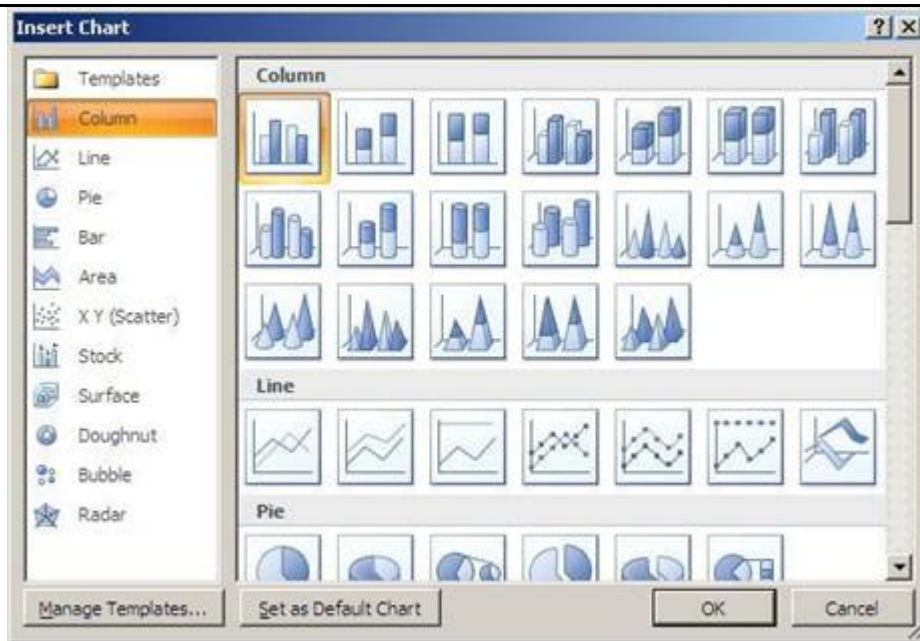 Insert Chart
Templates
Column
Line
Pie
Bar
Area
X Y (Scatter)
Stock
Surface
Doughnut
Bubble
Radar
Column
Line
Pie
Manage Templates...
Set as Default Chart
OK
Cancel